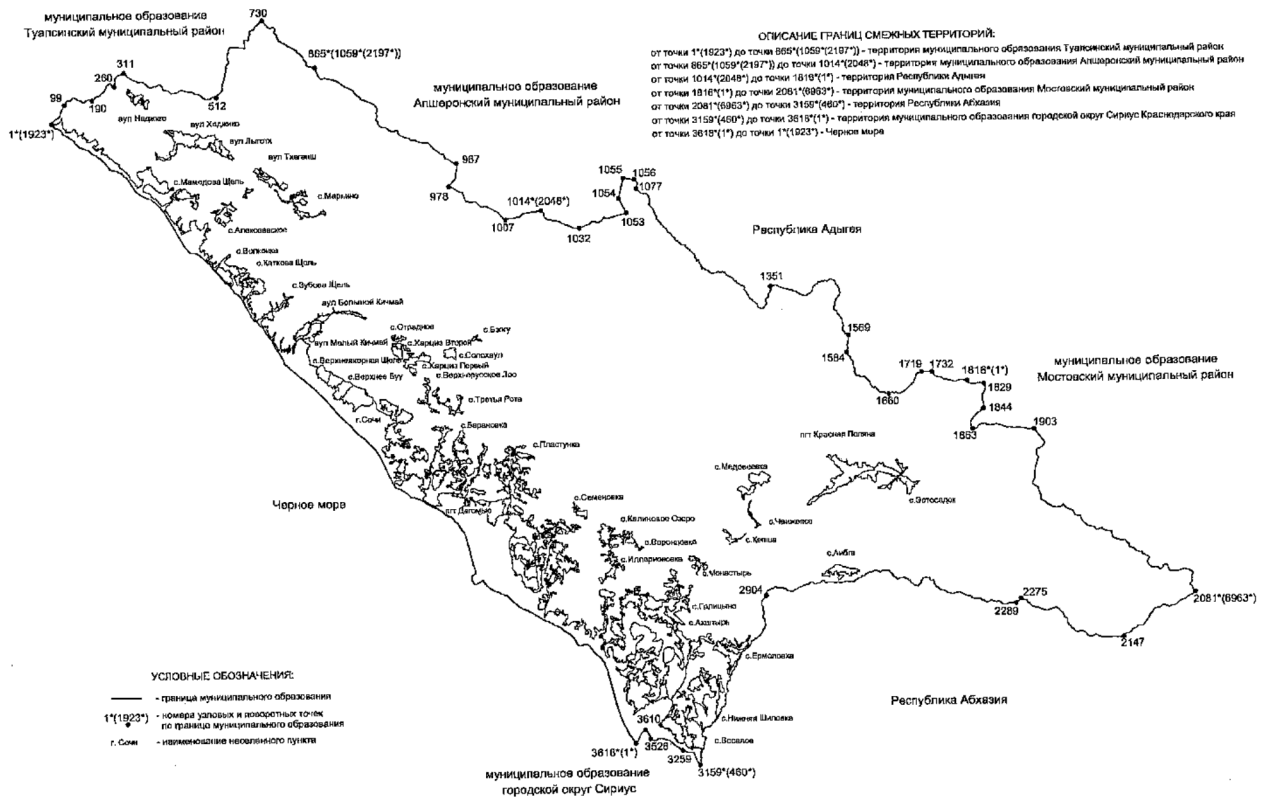 муниципальное образование
Туапсинский муниципальный район
730
865*(1059*(2197*))
311
260
99
190
512
1*(1923*)
ОПИСАНИЕ ГРАНИЦ СМЕЖНЫХ ТЕРРИТОРИЙ:
от точки 1*(1923*) до точки 865*(1059*(2197*)) - территория муниципального образования Туапсинский муниципальный район
от точки 865*(1059*(2197*)) до точки 1014*(2048*) - территория муниципального образования Апшеронский муниципальный район
от точки 1014*(2048*) до точки 1816*(1*) - территория Республики Адыгея
от точки 1816*(1*) до точки 2081*(6963*) - территория муниципального образования Мостовский муниципальный район
от точки 2081*(6963*) до точки 3159*(460*) - территория Республики Абхазия
от точки 3159*(460*) до точки 3616*(1*) - территория муниципального образования городской округ Сириус Краснодарского края
от точки 3616*(1*) до точки 1*(1923*) - Черное море
муниципальное образование
Апшеронский муниципальный район
аул Наджиго
аул Хаджико
аул Лыготх
аул Тхагапш
с.Мамедова Щель
с.Марьино
с.Алексеевское
с.Волконка
с.Каткова Щель
с.Зубова Щель
аул Большой Кичмай
967
978
1007
1014*(2048*)
1032
1053
1054
1055
1056
1077
Республика Адыгея
1351
1569
1584
1660
1719
1732
1816*(1*)
1829
1844
1863
1903
муниципальное образование
Мостовский муниципальный район
с.Отрадное
с.Бзогу
аул Малый Кичмай
с.Харциз Второй
с.Солохаул
с.Верхнеякорная Щель
с.Харциз Первый
с.Верхнее Буу
с.Верхнерусское Лоо
с.Третья Рота
г.Сочи
с.Барановка
с.Пластунка
пгт Красная Поляна
с.Медовеевка
с.Эстосадок
с.Чвижепсе
с.Кепша
Черное море
пгт Дагомыс
с.Семеновка
с.Калиновое Озеро
с.Воронцовка
с.Илларионовка
с.Монастырь
с.Аибга
2904
2275
2289
2081*(6963*)
2147
с.Галицыно
с.Ахштырь
с.Ермоловка
Республика Абхазия
с.Нижняя Шиловка
с.Веселое
3610
3616*(1*)
3526
3259
3159*(460*)
муниципальное образование
городской округ Сириус
УСЛОВНЫЕ ОБОЗНАЧЕНИЯ:
- граница муниципального образования
1*(1923*) - номера узловых и поворотных точек
по границе муниципального образования
г. Сочи - наименование населенного пункта